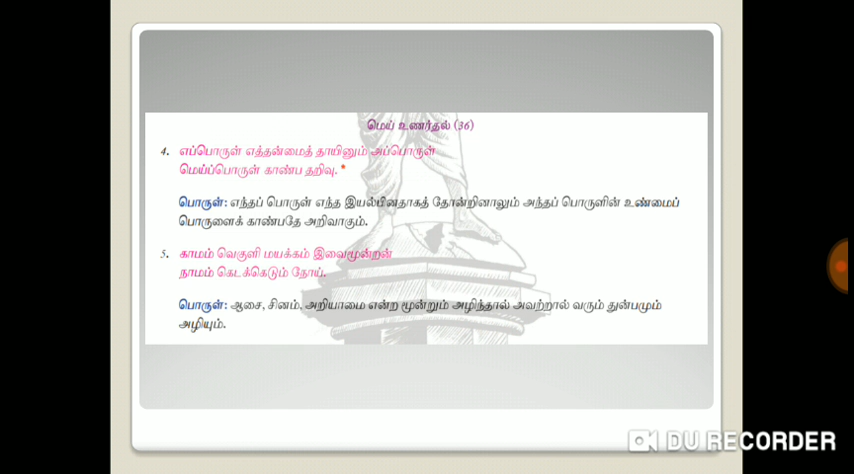 மெய் உணர்தல் (36)
4. எப்பொருள் எத்தன்மைத் தாயினும் அப்பொருள்
மெய்ப்பொருள் காண்ப தறிவு. *
பொருள்: எந்தப் பொருள் எந்த இயல்பினதாகத் தோன்றினாலும் அந்தப் பொருளின் உண்மைப்
பொருளைக் காண்பதே அறிவாகும்.
5. காமம் வெகுளி மயக்கம் இவைமூன்றன்
நாமம் கெடக்கெடும் நோய்.
பொருள்: ஆசை, சினம், அறியாமை என்ற மூன்றும் அழிந்தால் அவற்றால் வரும் துன்பமும்
அழியும்.
DU RECORDER